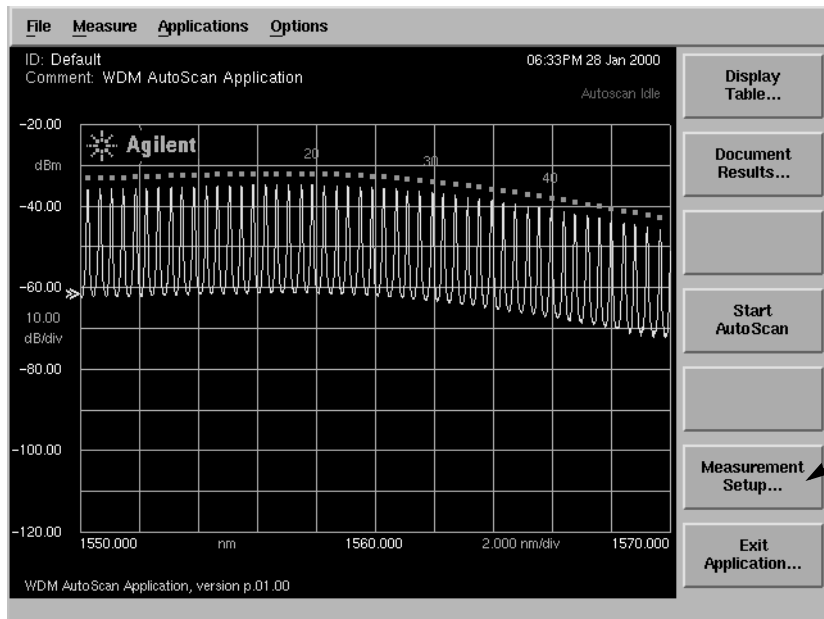 File Measure Applications Options
ID: Default
06:33PM 28 Jan 2000
Comment: WDM AutoScan Application
Autoscan Idle
Display
Table...
-20.00
Agilent
20
30
40
dBm
Document
Results...
-40.00
-60.00
10.00
dB/div
Start
AutoScan
-80.00
-100.00
Measurement
Setup...
-120.00
1550.000 nm 1560.000 2.000 nm/div 1570.000
Exit
Application...
WDM AutoScan Application, version p.01.00